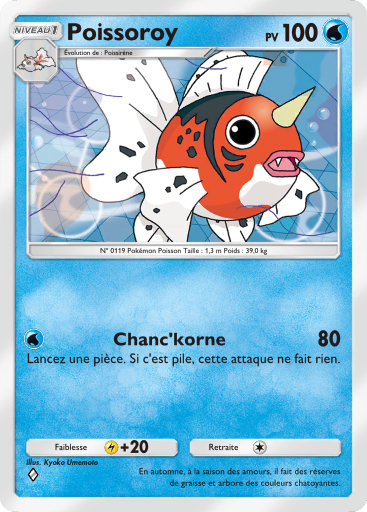 NIVEAU 1
Poissoroy
PV 100
Évolution de : Poissirène
N° 0119 Pokémon Poisson Taille : 1,3 m Poids : 39,0 kg
Chanc'korne 80
Lancez une pièce. Si c'est pile, cette attaque ne fait rien.
Faiblesse +20
Retraite
Illus. Kyoko Umemoto
En automne, à la saison des amours, il fait des réserves
de graisse et arbore des couleurs chatoyantes.